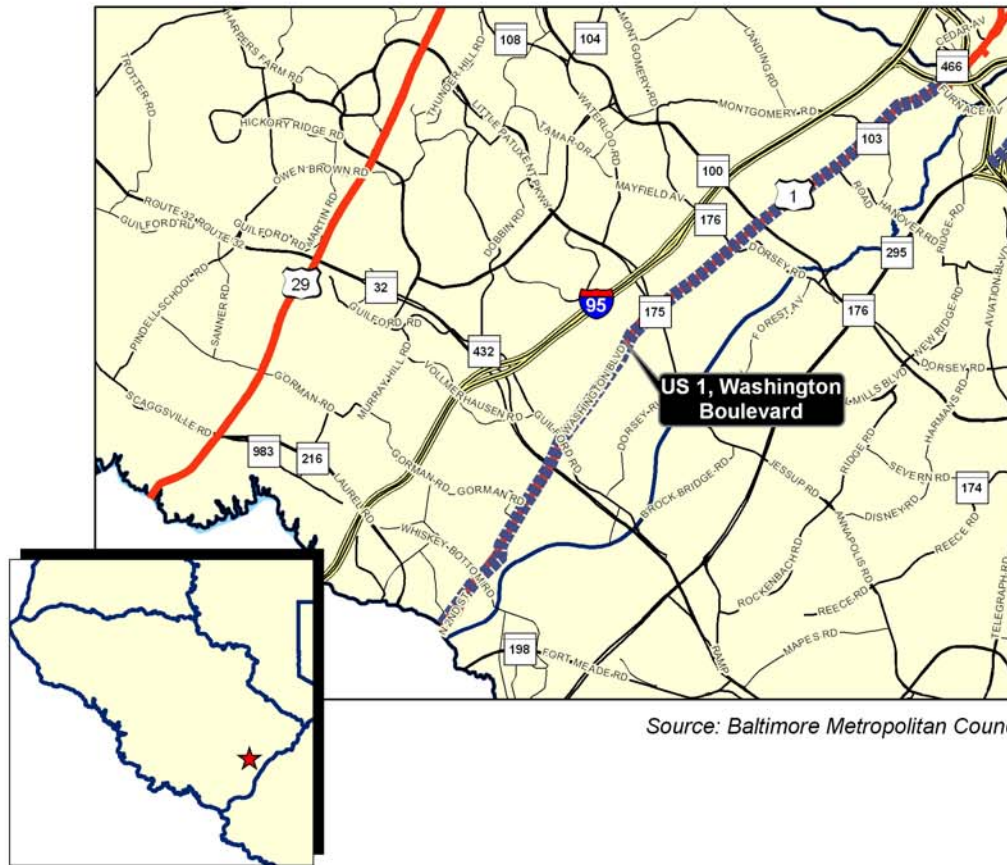 CEDAR AV
HARPERS FARM RD
TROTTER RD
108
104
MONTGOMERY RD
LANDING RD
466
THUNDER HILL RD
FURNACE AV
LITTLE PATUXENT PKWY
WATERLOO RD
MONTGOMERY RD
103
HICKORY RIDGE RD
TAMAR DR
OWEN BROWN RD
MAYFIELD AV
100
1
ROUTE 32 ROUTE 32
GUILFORD RD
GUILFORD RD
MARTIN RD
DOBBIN RD
176
ROAD
HANOVER RD
RIDGE RD
AVIATION BLVD
DORSEY RD
295
29
32
95
175
176
PINDELL SCHOOL RD
SANNER RD
GUILFORD RD
FOREST AV
432
WASHINGTON BLVD
NEW RIDGE RD
DORSEY RD
MURRAY HILL RD
VOLLMERHAUSEN RD
US 1, Washington
Boulevard
MILLS BLVD
GORMAN RD
SCAGGSVILLE RD
GUILFORD RD
HARMANS RD
983
216
GORMAN RD
GORMAN RD
JESSUP RD
RIDGE RD
SEVERN RD
174
LAUREL RD
BROCK BRIDGE RD
DISNEY RD
WHISKEY BOTTOM RD
ANNAPOLIS RD
REECE RD
ROCKENBACH RD
REECE RD
N 2ND ST
TELEGRAPH RD
198
FORT MEADE RD
RAMP
MAPES RD
Source: Baltimore Metropolitan